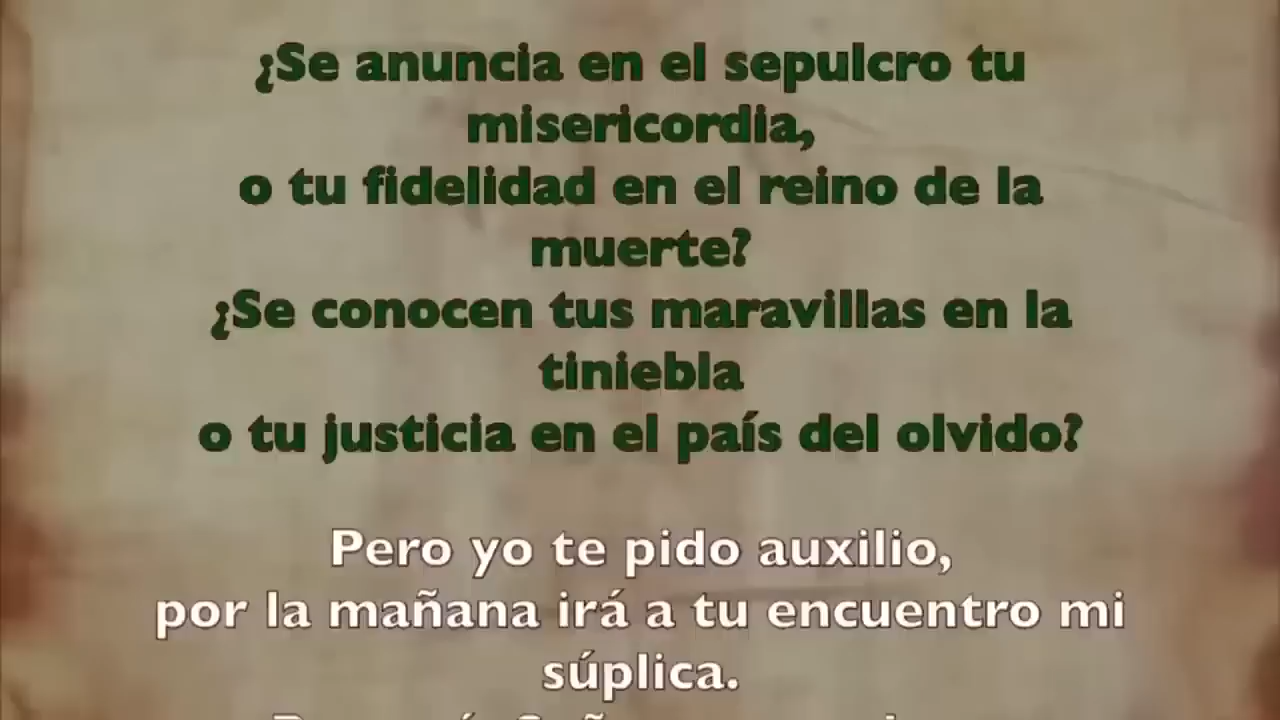 ¿Se anuncia en el sepulcro tu
misericordia,
o tu fidelidad en el reino de la
muerte?
¿Se conocen tus maravillas en la
tiniebla
o tu justicia en el país del olvido?
Pero yo te pido auxilio,
por la mañana irá a tu encuentro mi
súplica.